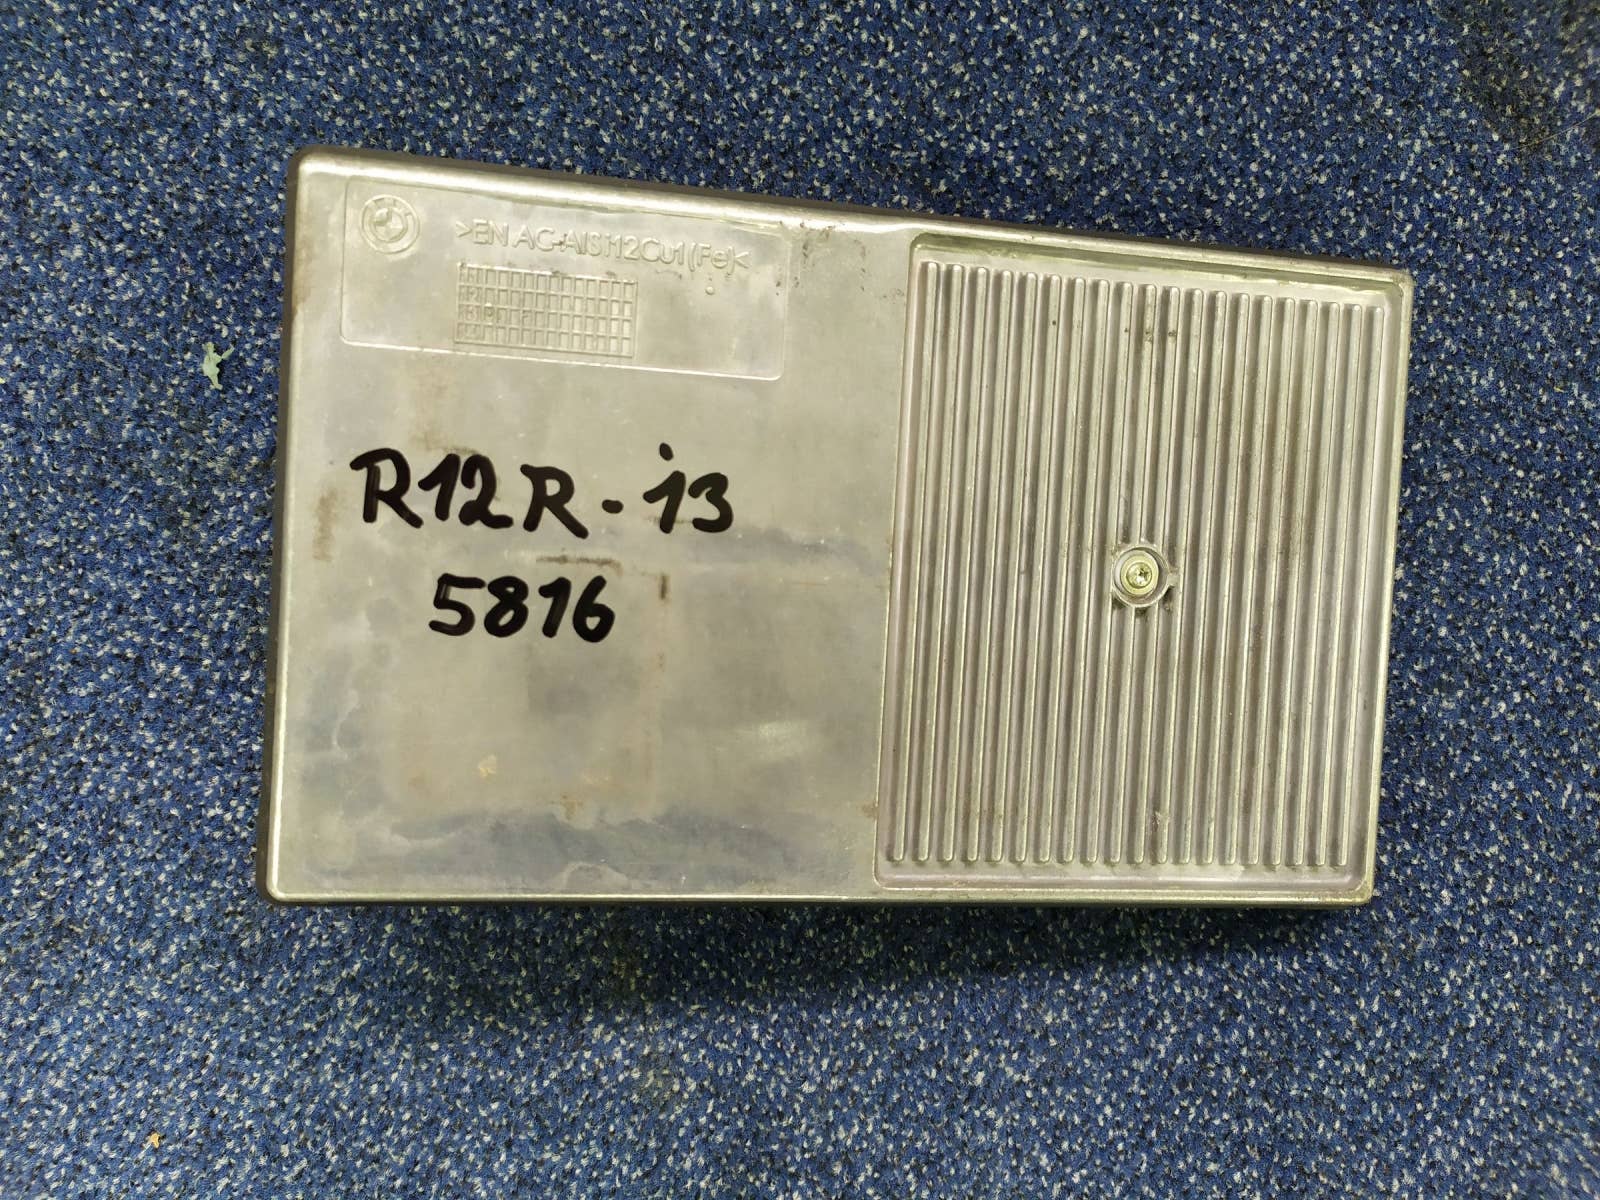 >EN AC-AlSi12Cu1(Fe)<
R12R-13
5816